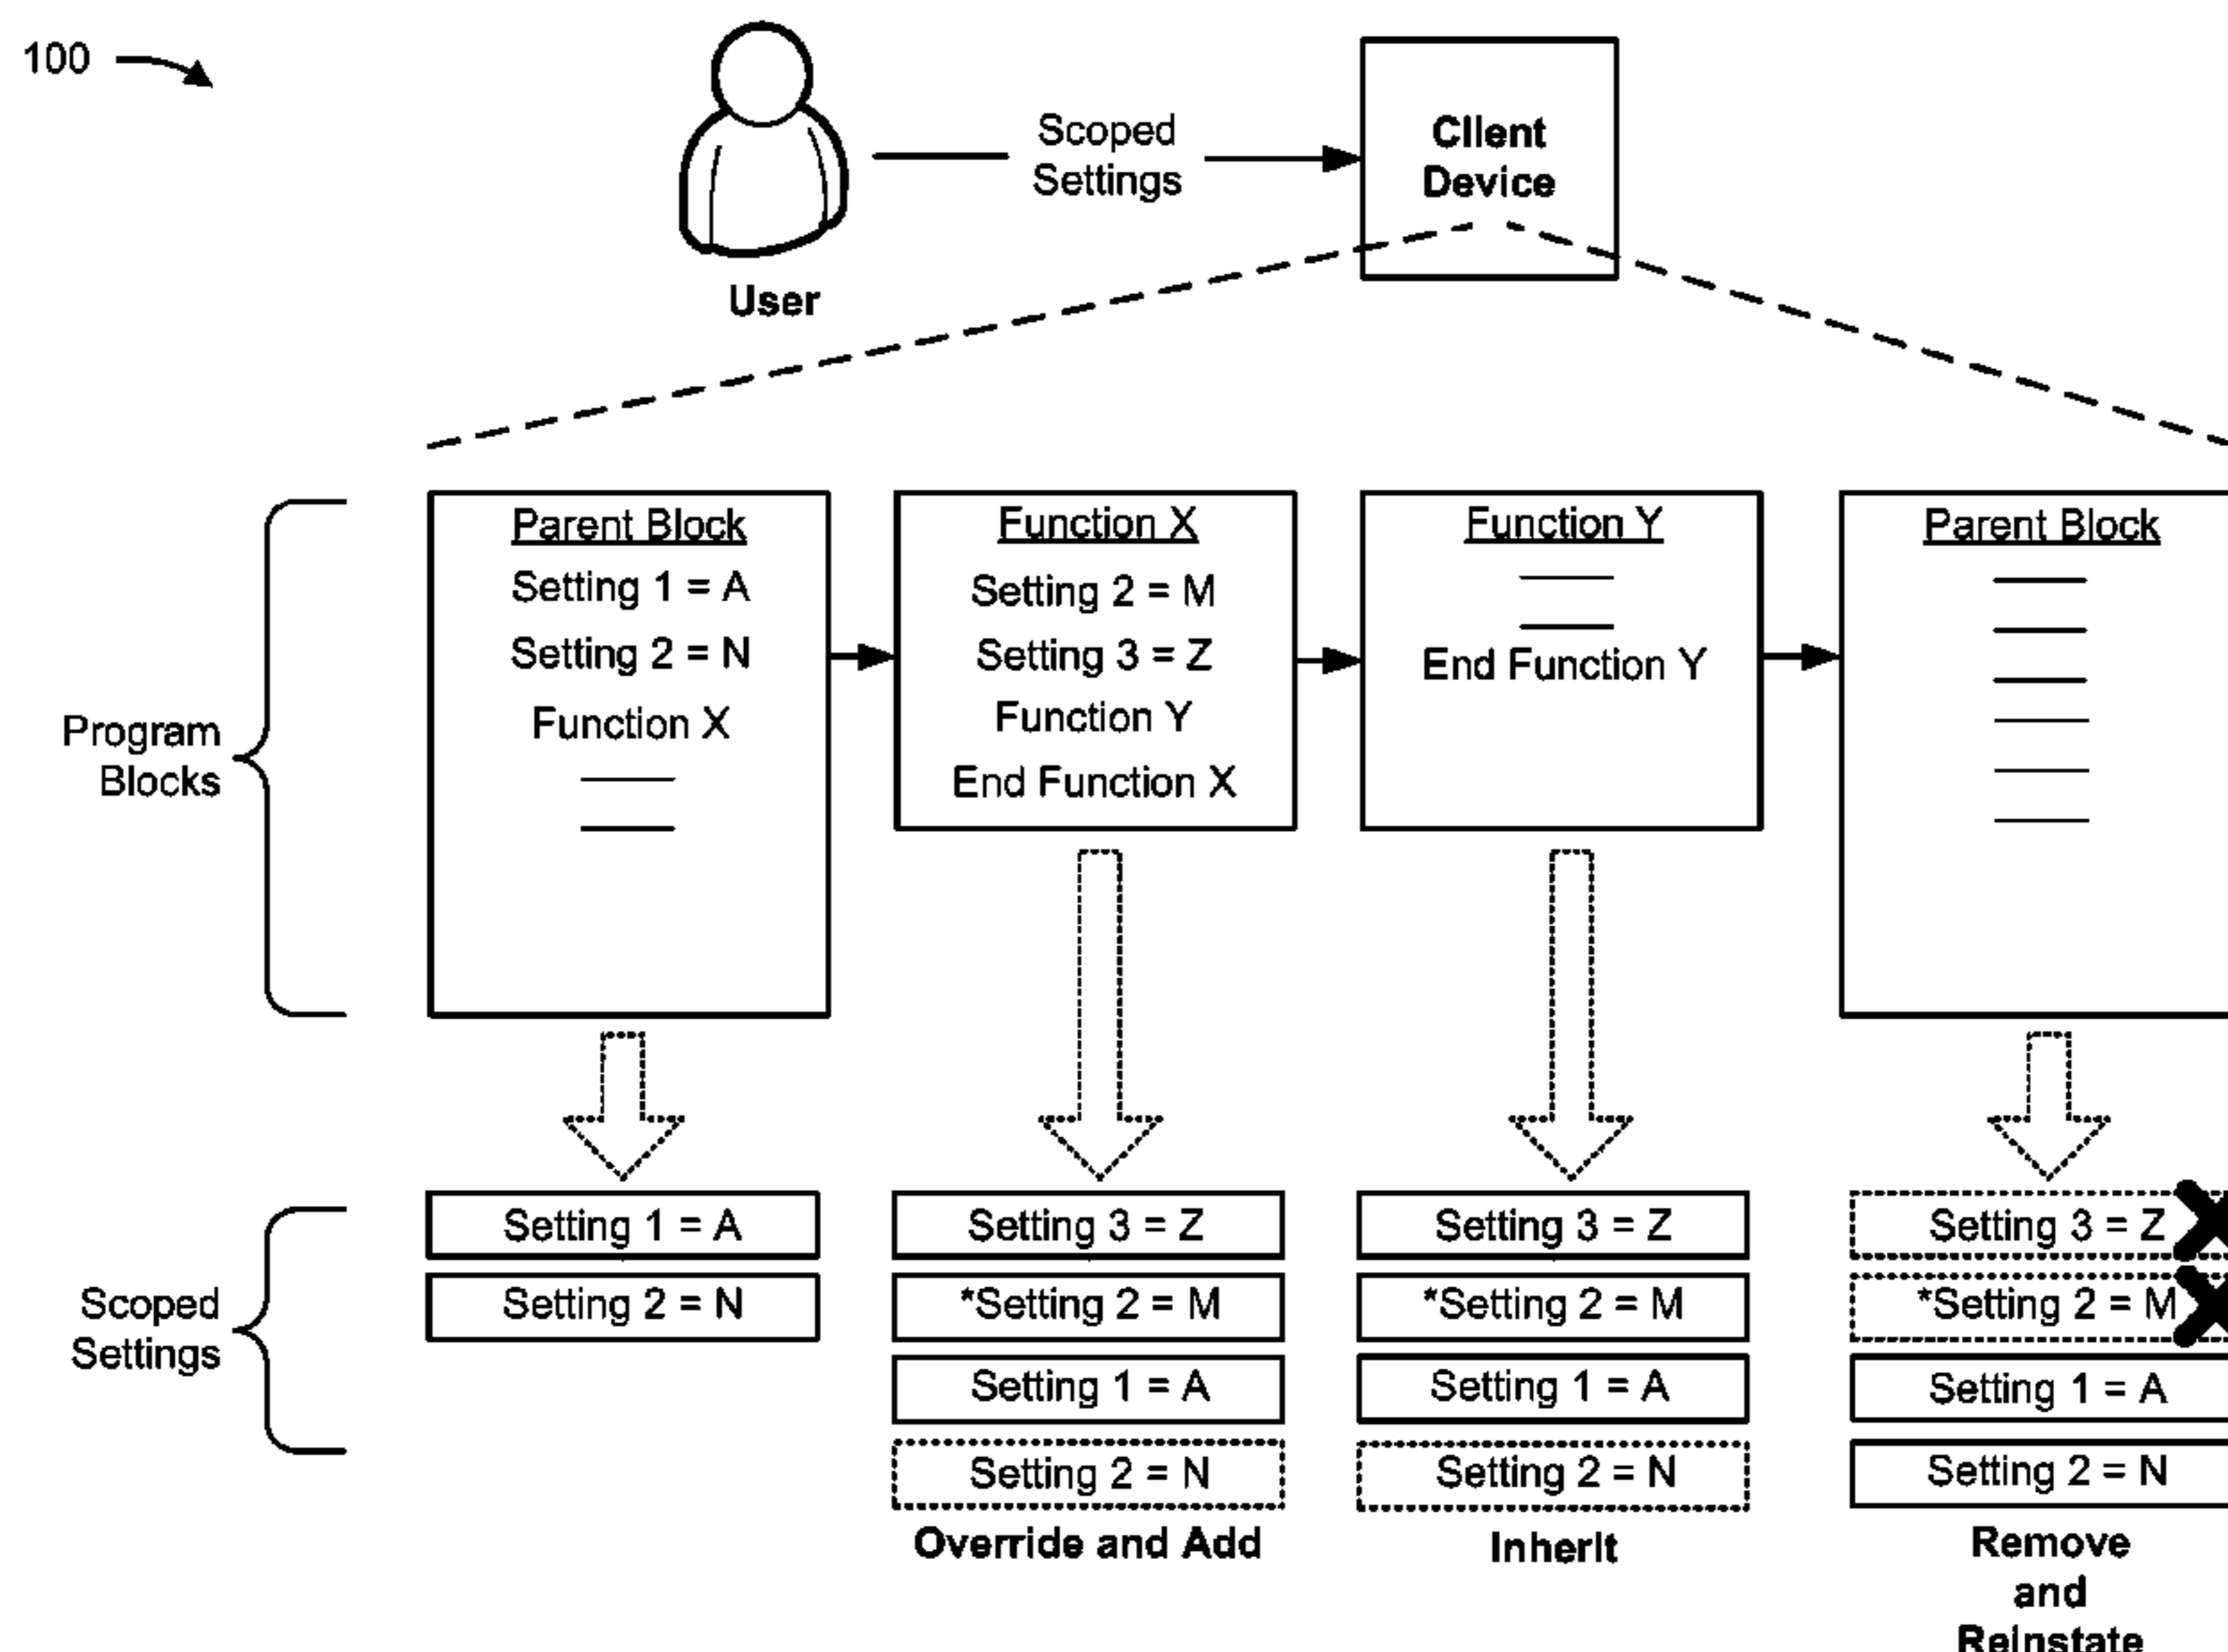 100
Scoped
Settings
Client
Device
User
Program
Blocks
Parent Block
Setting 1 = A
Setting 2 = N
Function X
Function X
Setting 2 = M
Setting 3 = Z
Function Y
End Function X
Function Y
End Function Y
Parent Block
Scoped
Settings
Setting 1 = A
Setting 2 = N
Setting 3 = Z
*Setting 2 = M
Setting 1 = A
Setting 2 = N
Override and Add
Setting 3 = Z
*Setting 2 = M
Setting 1 = A
Setting 2 = N
Inherit
Setting 3 = Z
*Setting 2 = M
Setting 1 = A
Setting 2 = N
Remove
and
Reinstate